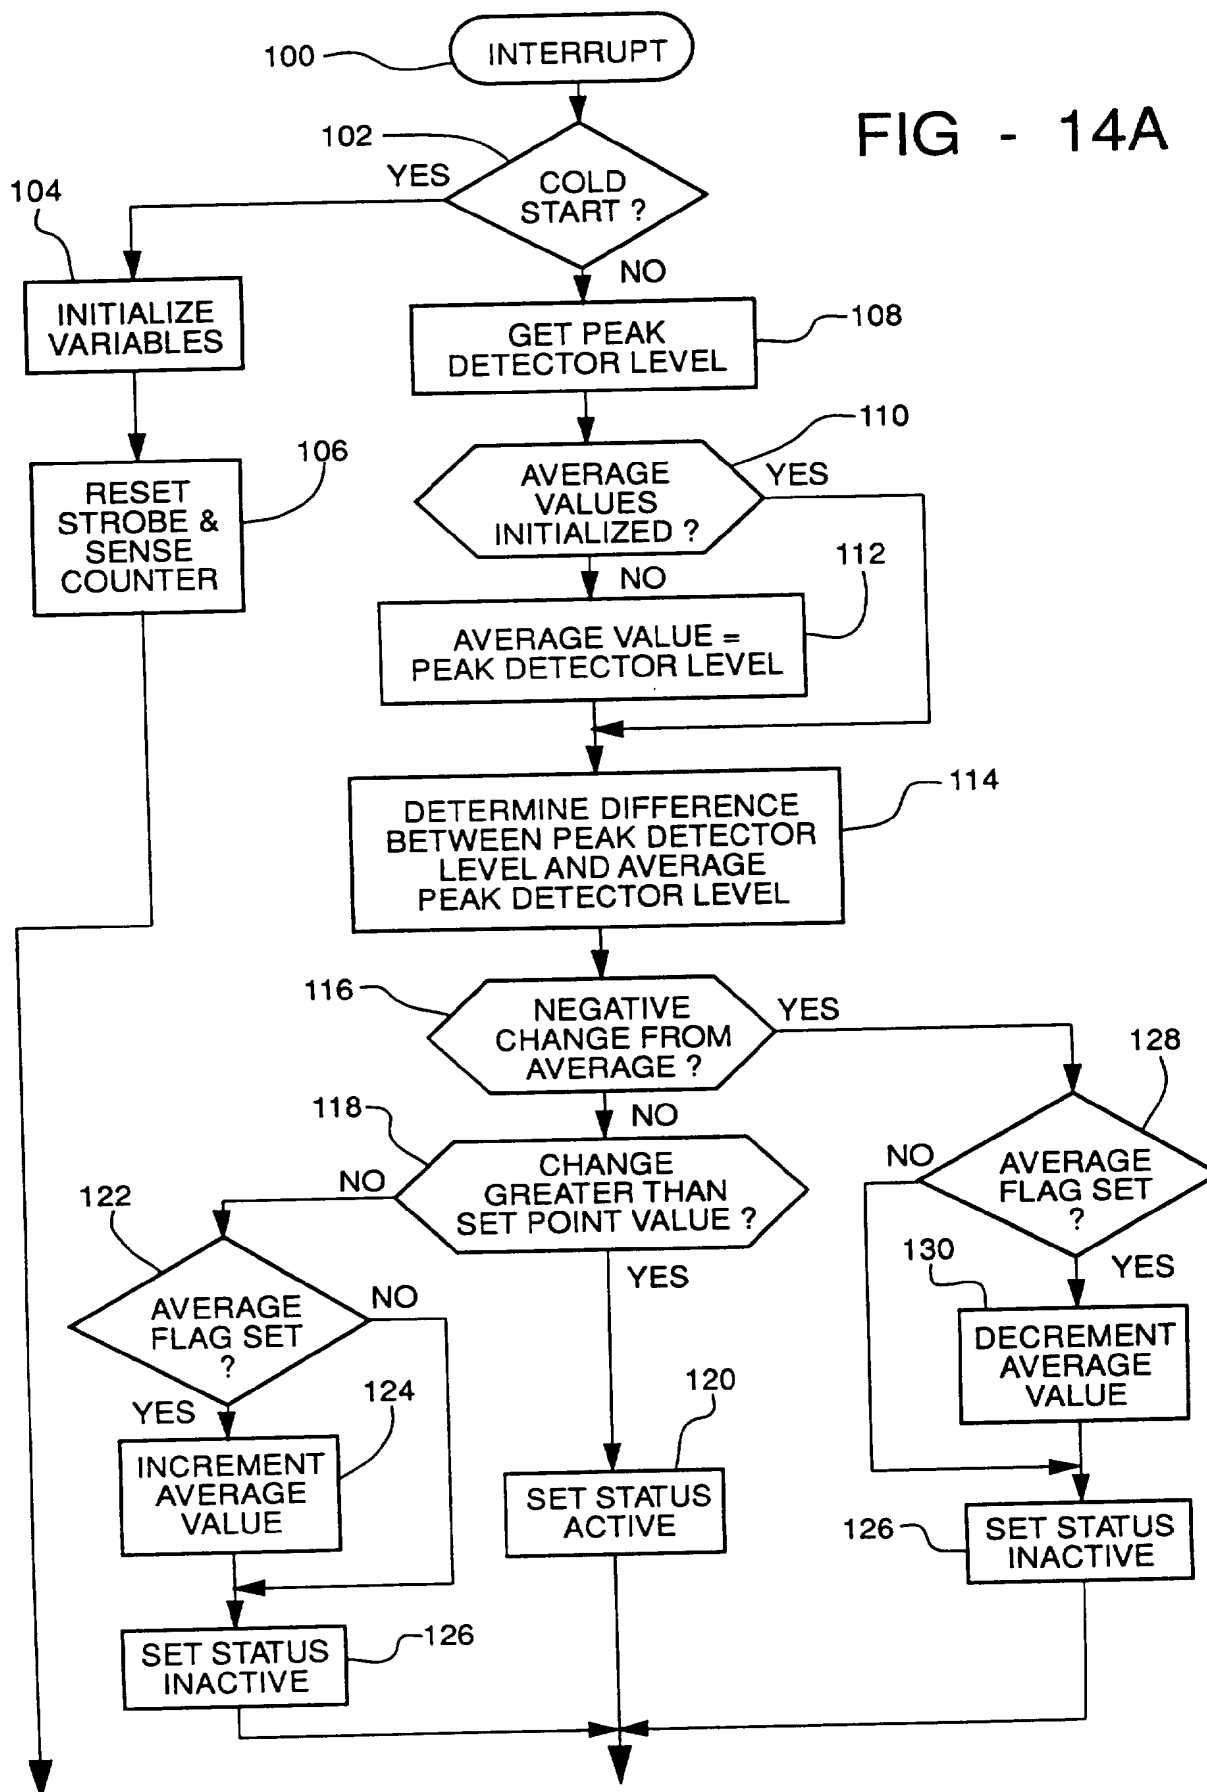 100
INTERRUPT
FIG - 14A
102
YES
COLD
START ?
104
NO
INITIALIZE
VARIABLES
GET PEAK
DETECTOR LEVEL
108
110
106
AVERAGE
VALUES
INITIALIZED ?
YES
RESET
STROBE &
SENSE
COUNTER
NO
112
AVERAGE VALUE =
PEAK DETECTOR LEVEL
114
DETERMINE DIFFERENCE
BETWEEN PEAK DETECTOR
LEVEL AND AVERAGE
PEAK DETECTOR LEVEL
116
NEGATIVE
CHANGE FROM
AVERAGE ?
YES
128
118
NO
NO
CHANGE
GREATER THAN
SET POINT VALUE ?
NO
AVERAGE
FLAG SET
?
122
YES
130
YES
AVERAGE
FLAG SET
?
NO
DECREMENT
AVERAGE
VALUE
YES
124
120
INCREMENT
AVERAGE
VALUE
SET STATUS
ACTIVE
126
SET STATUS
INACTIVE
SET STATUS
INACTIVE
126